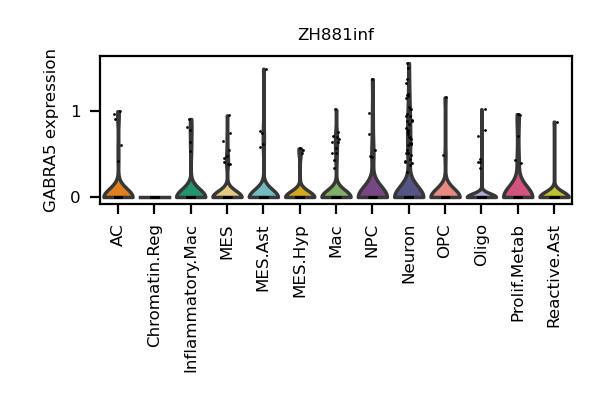 ZH881inf
GABRA5 expression
1
0
AC
Chromatin.Reg
Inflammatory.Mac
MES
MES.Ast
MES.Hyp
Mac
NPC
Neuron
OPC
Oligo
Prolif.Metab
Reactive.Ast